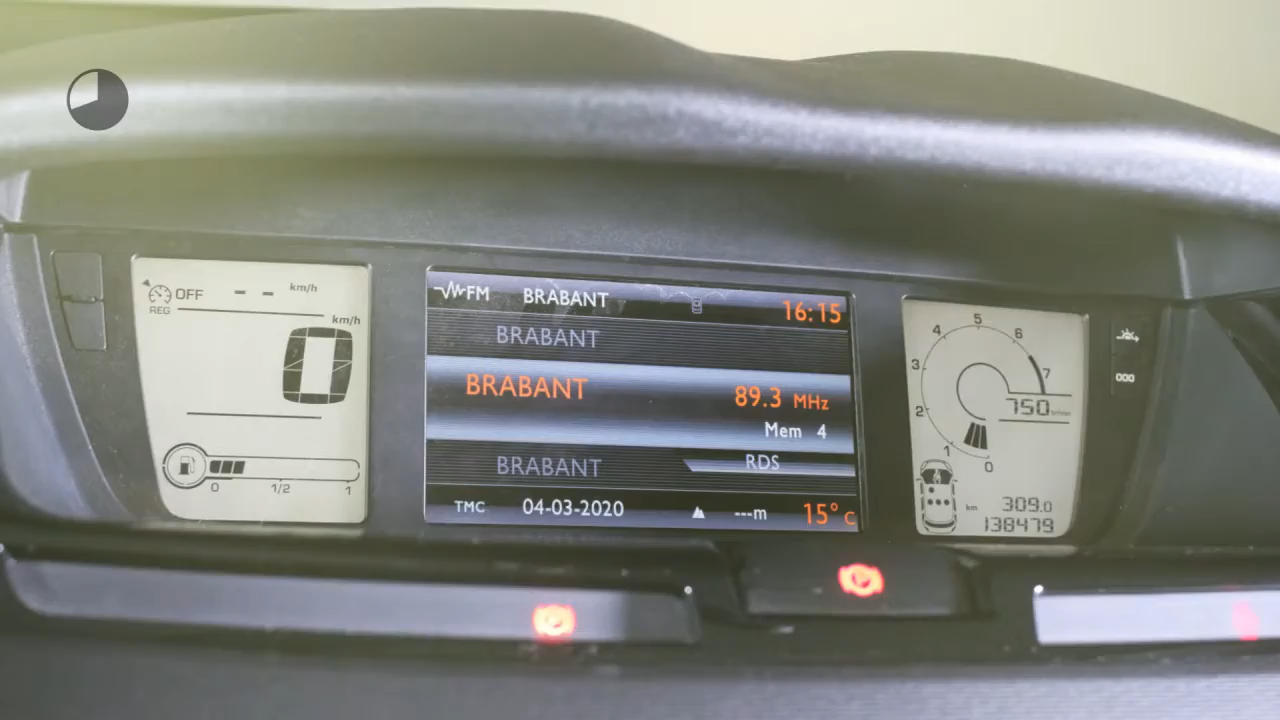 OFF -- km/h
REG
km/h
0
0 1/2 1
FM BRABANT 16:15
BRABANT
BRABANT 89.3 MHz
Mem 4
BRABANT RDS
TMC 04-03-2020 ---m 15°C
0 1 2 3 4 5 6 7
750
km 309.0
138479
000
P
P